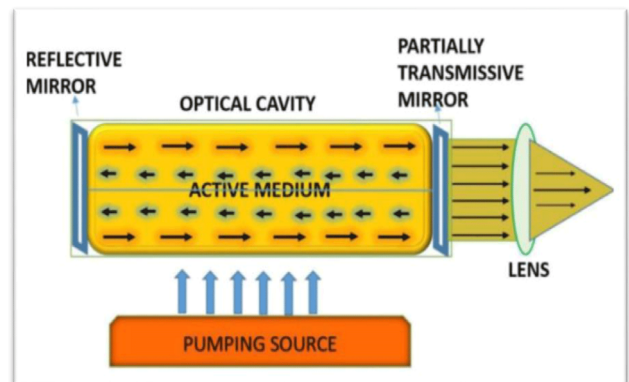 REFLECTIVE
MIRROR
OPTICAL CAVITY
PARTIALLY
TRANSMISSIVE
MIRROR
ACTIVE MEDIUM
LENS
PUMPING SOURCE